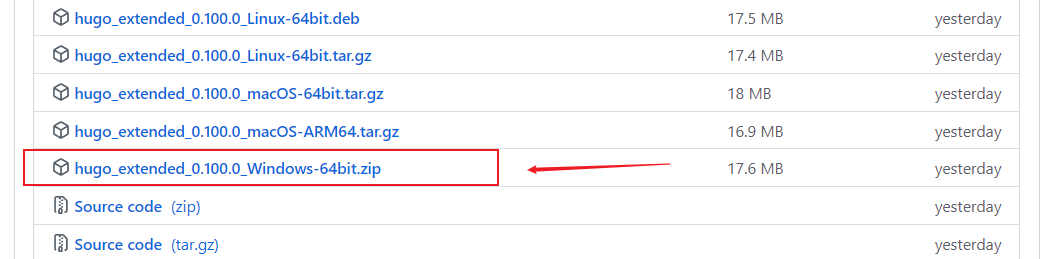 hugo_extended_0.100.0_Linux-64bit.deb 17.5 MB yesterday
hugo_extended_0.100.0_Linux-64bit.tar.gz 17.4 MB yesterday
hugo_extended_0.100.0_macOS-64bit.tar.gz 18 MB yesterday
hugo_extended_0.100.0_macOS-ARM64.tar.gz 16.9 MB yesterday
hugo_extended_0.100.0_Windows-64bit.zip 17.6 MB yesterday
Source code (zip) yesterday
Source code (tar.gz) yesterday